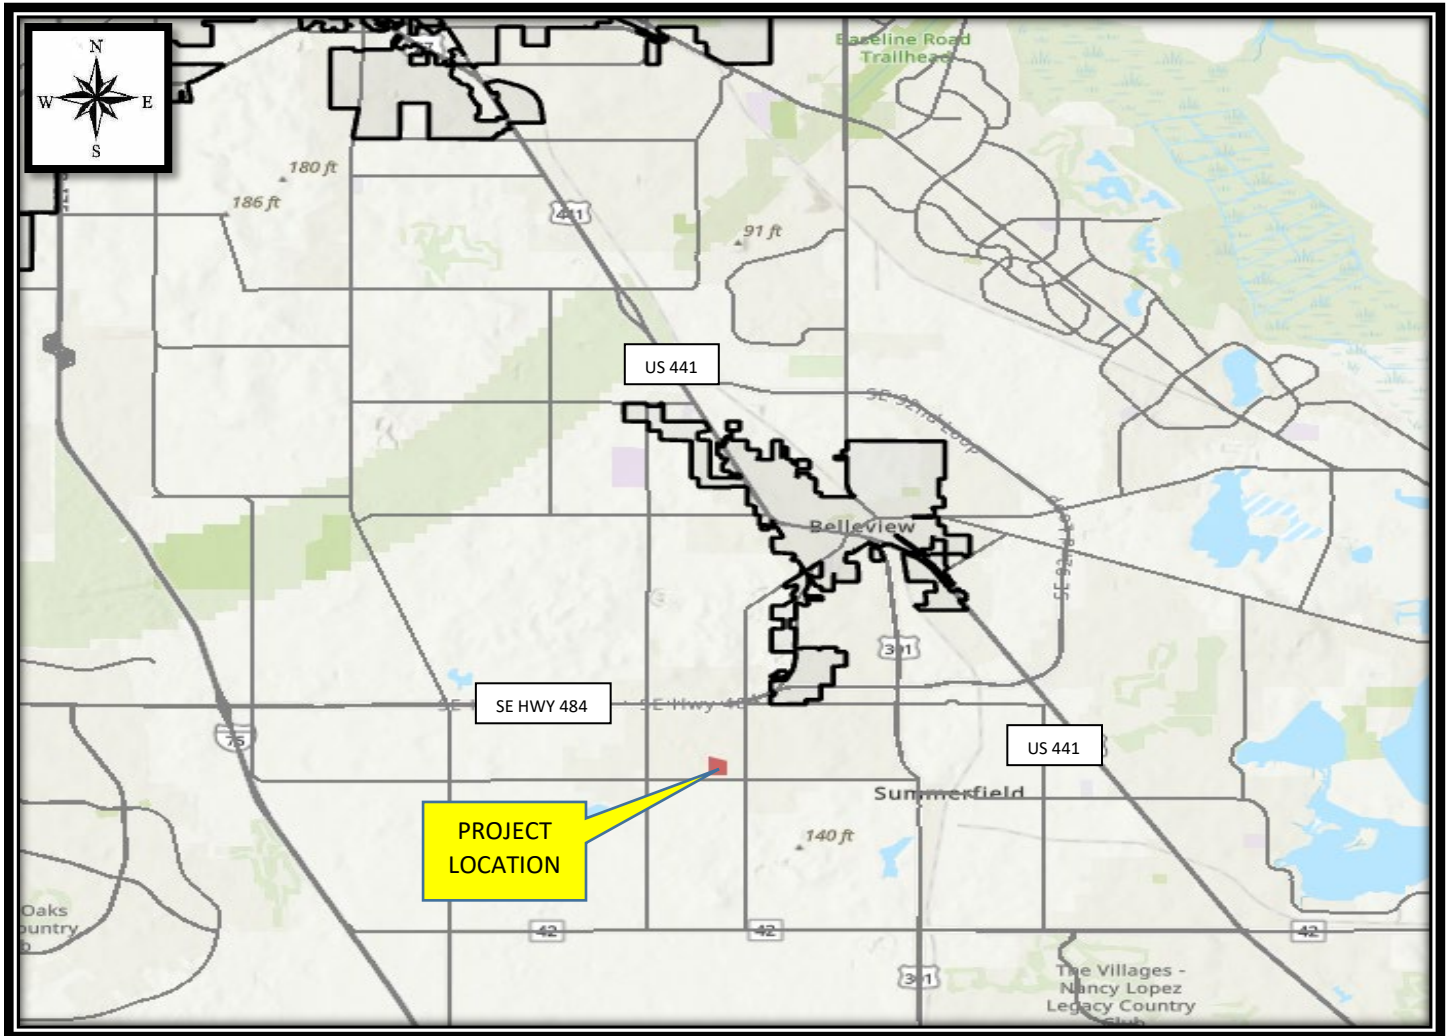 N
W E
S
Baseline Road
Trailhead
180 ft
186 ft
441
91 ft
US 441
SE 92nd Loop
Belleview
301
SE HWY 484
SE Hwy 484
75
US 441
Summerfield
PROJECT
LOCATION
140 ft
Oaks
42
42
42
301
The Villages -
Nancy Lopez
Legacy Country
Club